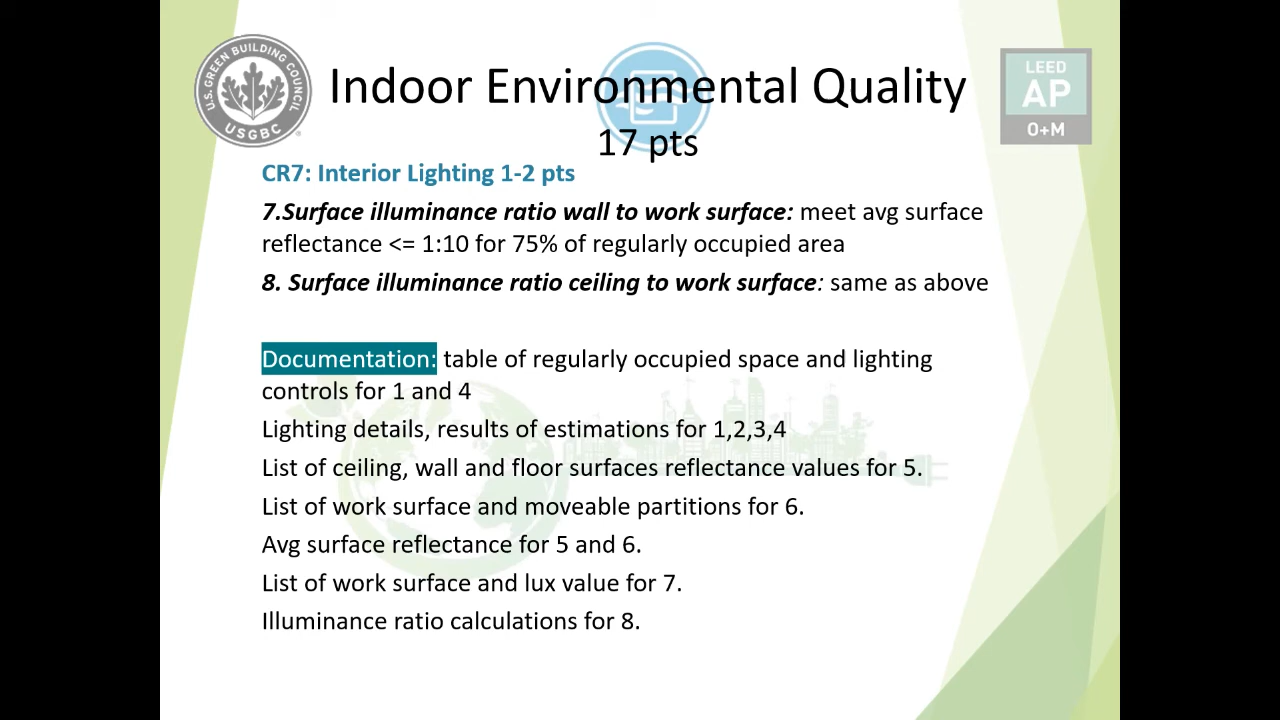 U.S. GREEN BUILDING COUNCIL
USGBC
LEED
AP
O+M
Indoor Environmental Quality
17 pts
CR7: Interior Lighting 1-2 pts
7.Surface illuminance ratio wall to work surface: meet avg surface
reflectance <= 1:10 for 75% of regularly occupied area
8. Surface illuminance ratio ceiling to work surface: same as above
Documentation: table of regularly occupied space and lighting
controls for 1 and 4
Lighting details, results of estimations for 1,2,3,4
List of ceiling, wall and floor surfaces reflectance values for 5.
List of work surface and moveable partitions for 6.
Avg surface reflectance for 5 and 6.
List of work surface and lux value for 7.
Illuminance ratio calculations for 8.